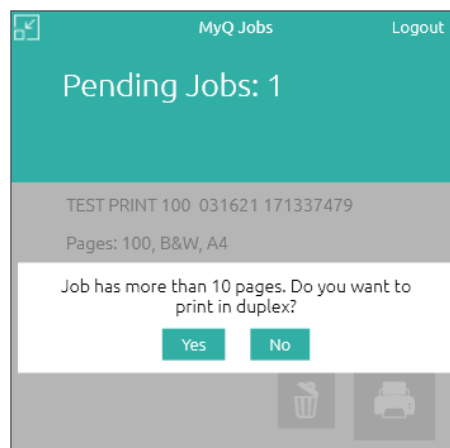 MyQ Jobs
Logout
Pending Jobs: 1
TEST PRINT 100 031621 171337479
Pages: 100, B&W, A4
Job has more than 10 pages. Do you want to
print in duplex?
Yes
No